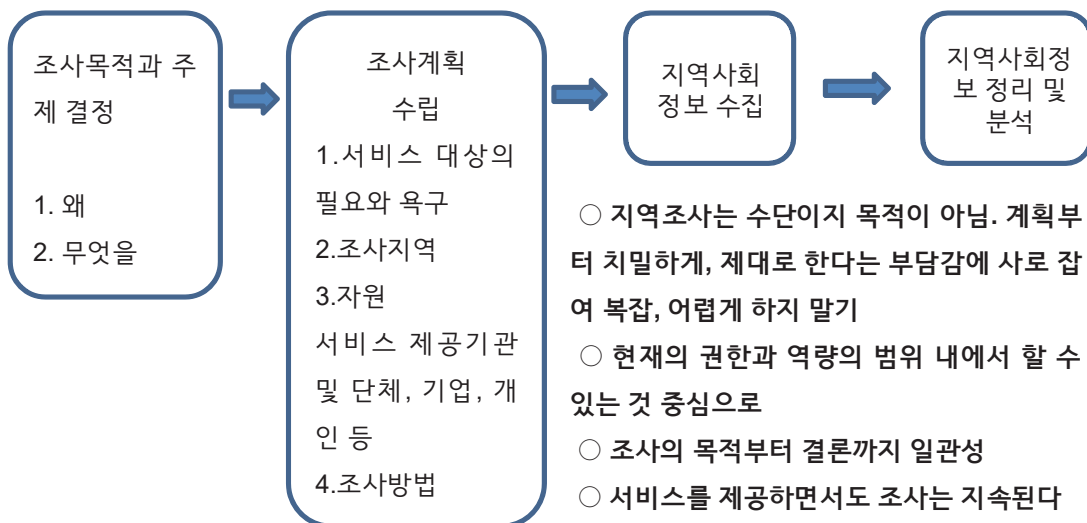 조사목적과 주
제 결정
1. 왜
2. 무엇을
조사계획
수립
1.서비스 대상의
필요와 욕구
2.조사지역
3.자원
서비스 제공기관
및 단체, 기업, 개
인 등
4.조사방법
지역사회
정보 수집
지역사회정
보 정리 및
분석
○ 지역조사는 수단이지 목적이 아님. 계획부
터 치밀하게, 제대로 한다는 부담감에 사로 잡
여 복잡, 어렵게 하지 말기
○ 현재의 권한과 역량의 범위 내에서 할 수
있는 것 중심으로
○ 조사의 목적부터 결론까지 일관성
○ 서비스를 제공하면서도 조사는 지속된다